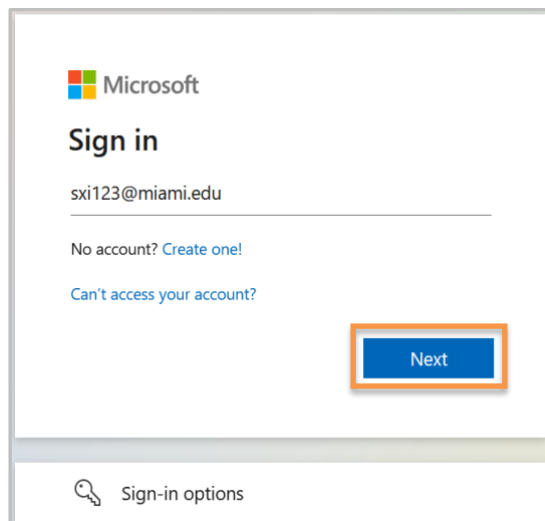 Microsoft
Sign in
sxi123@miami.edu
No account? Create one!
Can't access your account?
Next
Sign-in options